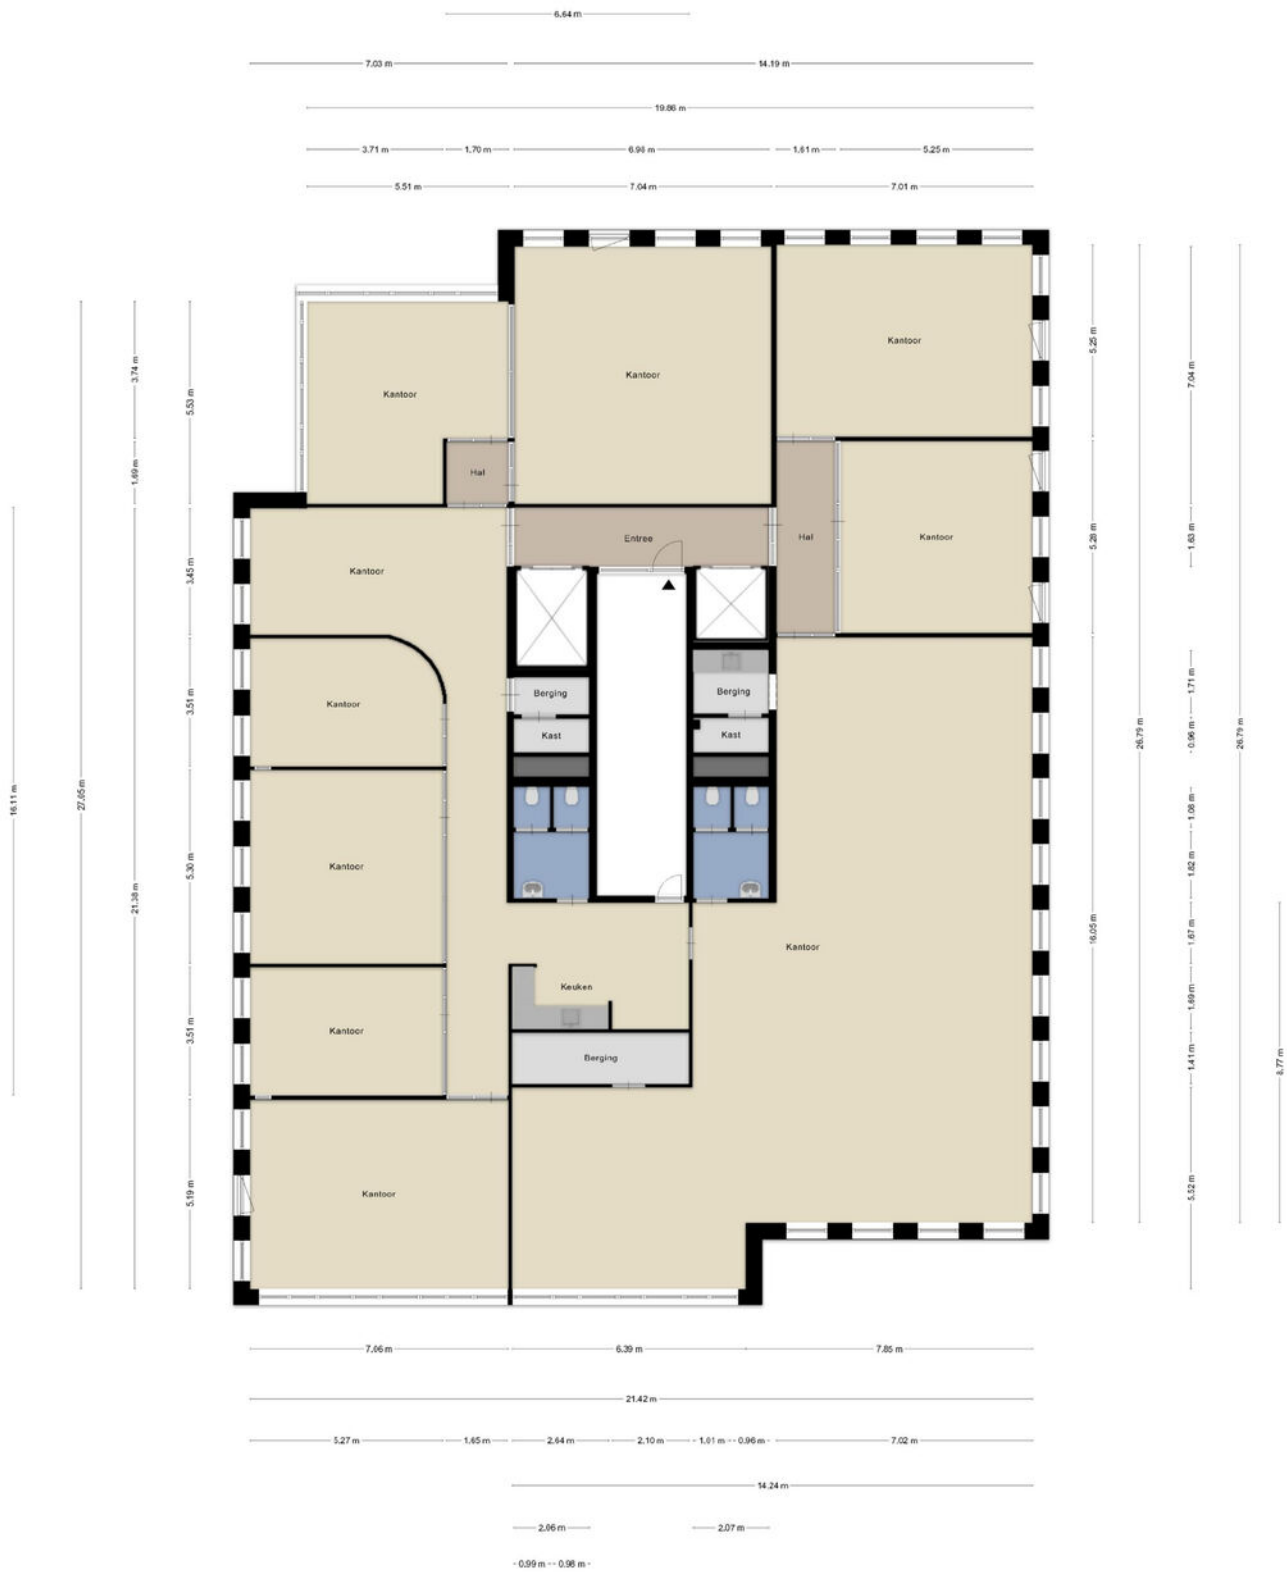 6.64 m
7.03 m
14.19 m
19.86 m
3.71 m
1.70 m
6.98 m
1.61 m
5.25 m
5.51 m
7.04 m
7.01 m
Kantoor
Kantoor
Kantoor
Hal
Entree
Hal
Kantoor
Kantoor
Kantoor
Berging
Berging
Kast
Kast
Kantoor
Kantoor
Keuken
Kantoor
Berging
Kantoor
16.11 m
27.05 m
3.74 m
1.69 m
21.38 m
5.53 m
3.45 m
3.51 m
5.30 m
3.51 m
5.19 m
5.25 m
5.28 m
16.05 m
26.79 m
7.04 m
1.63 m
1.71 m
0.96 m
1.08 m
1.82 m
1.67 m
1.69 m
1.41 m
5.52 m
26.79 m
8.77 m
7.06 m
6.39 m
7.85 m
21.42 m
5.27 m
1.65 m
2.64 m
2.10 m
1.01 m
0.96 m
7.02 m
14.24 m
2.06 m
2.07 m
0.99 m
0.98 m